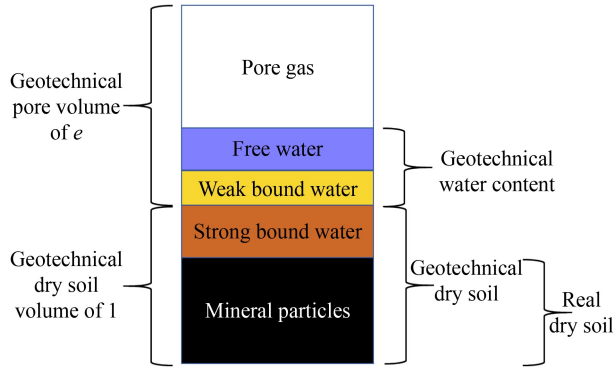 Pore gas
Geotechnical
pore volume
of e
Free water
Weak bound water
Geotechnical
water content
Strong bound water
Geotechnical
dry soil
volume of 1
Mineral particles
Geotechnical
dry soil
Real
dry soil